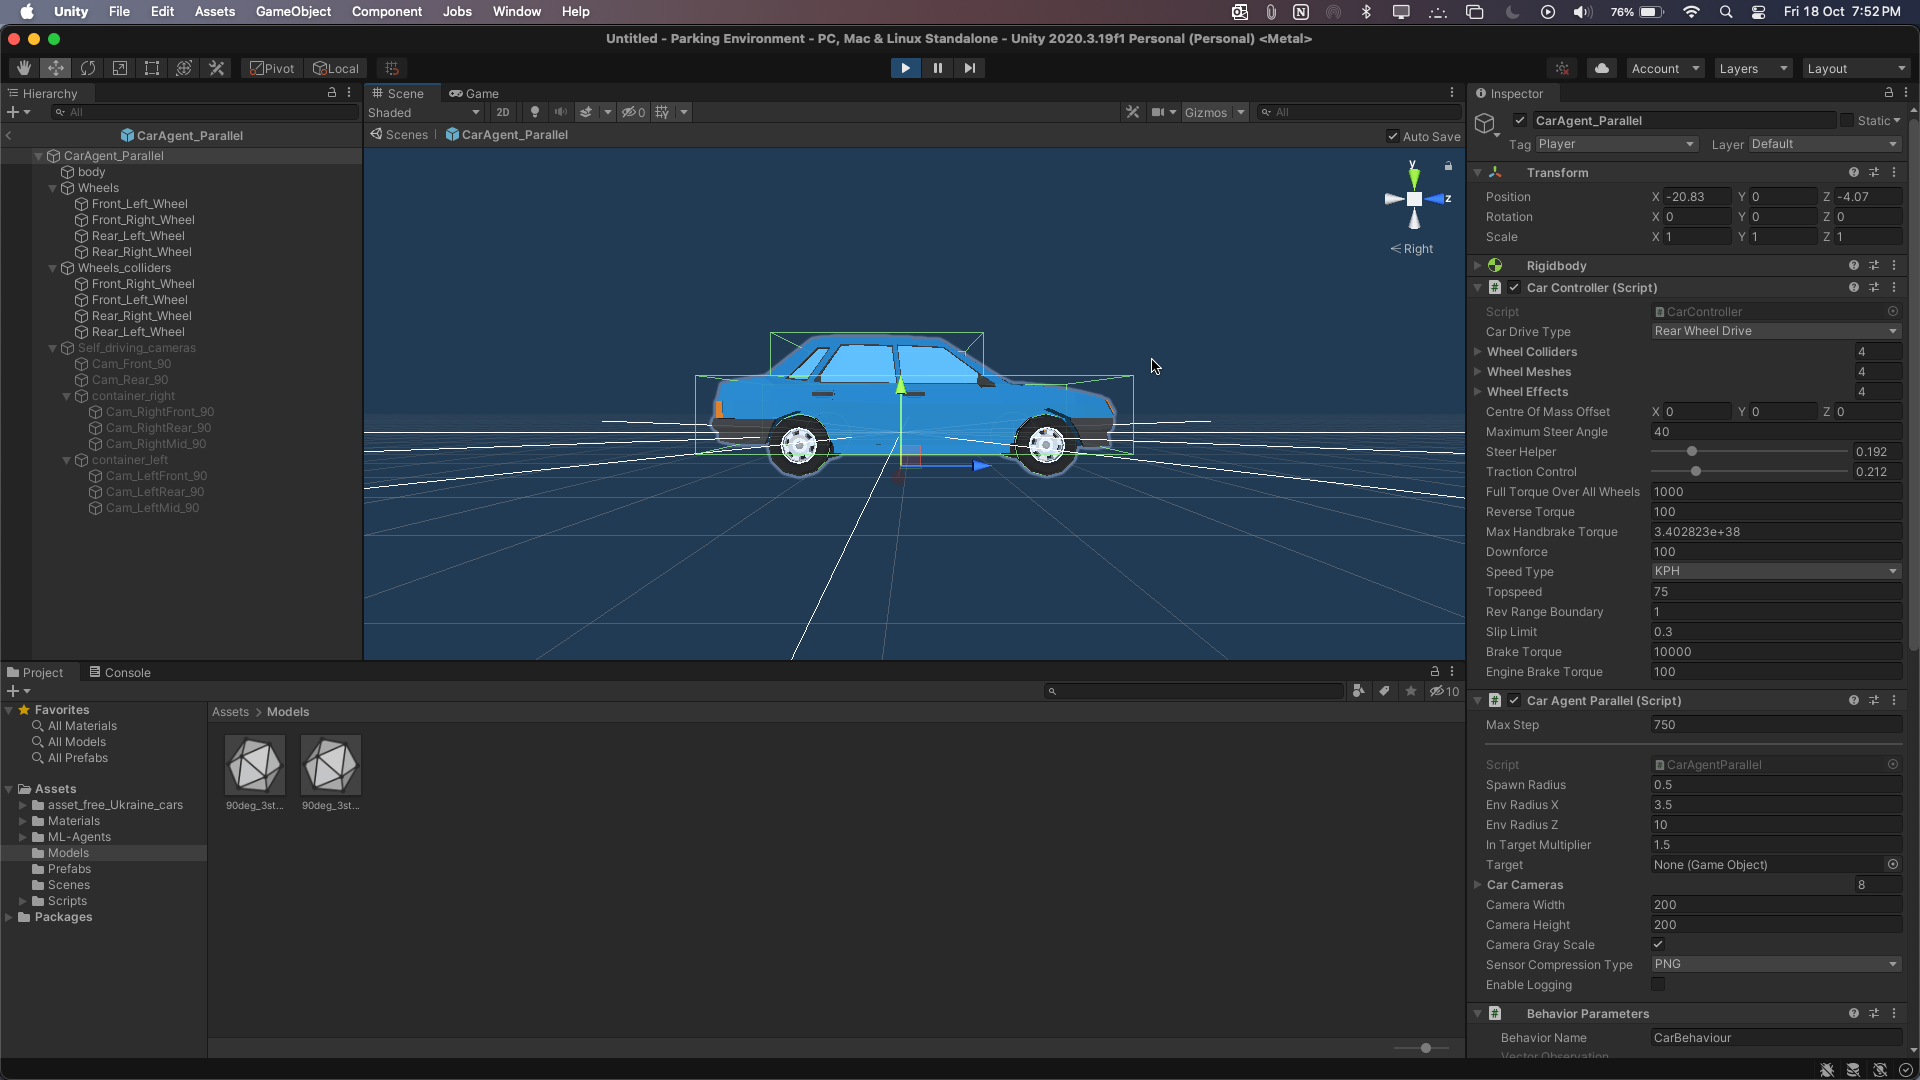 Unity File Edit Assets GameObject Component Jobs Window Help
76% Fri 18 Oct 7:52 PM
Untitled - Parking Environment - PC, Mac & Linux Standalone - Unity 2020.3.19f1 Personal (Personal) <Metal>
Pivot Local Account Layers Layout
Hierarchy
All
CarAgent_Parallel
CarAgent_Parallel
body
Wheels
Front_Left_Wheel
Front_Right_Wheel
Rear_Left_Wheel
Rear_Right_Wheel
Wheels_colliders
Front_Right_Wheel
Front_Left_Wheel
Rear_Right_Wheel
Rear_Left_Wheel
Self_driving_cameras
Cam_Front_90
Cam_Rear_90
container_right
Cam_RightFront_90
Cam_RightRear_90
Cam_RightMid_90
container_left
Cam_LeftFront_90
Cam_LeftRear_90
Cam_LeftMid_90
Scene Game
Shaded 2D 0 Gizmos All
Scenes CarAgent_Parallel Auto Save
y
z
Right
Inspector
CarAgent_Parallel Static
Tag Player Layer Default
Transform
Position X -20.83 Y 0 Z -4.07
Rotation X 0 Y 0 Z 0
Scale X 1 Y 1 Z 1
Rigidbody
Car Controller (Script)
Script CarController
Car Drive Type Rear Wheel Drive
Wheel Colliders 4
Wheel Meshes 4
Wheel Effects 4
Centre Of Mass Offset X 0 Y 0 Z 0
Maximum Steer Angle 40
Steer Helper 0.192
Traction Control 0.212
Full Torque Over All Wheels 1000
Reverse Torque 100
Max Handbrake Torque 3.402823e+38
Downforce 100
Speed Type KPH
Topspeed 75
Rev Range Boundary 1
Slip Limit 0.3
Brake Torque 10000
Engine Brake Torque 100
Car Agent Parallel (Script)
Max Step 750
Script CarAgentParallel
Spawn Radius 0.5
Env Radius X 3.5
Env Radius Z 10
In Target Multiplier 1.5
Target None (Game Object)
Car Cameras 8
Camera Width 200
Camera Height 200
Camera Gray Scale
Sensor Compression Type PNG
Enable Logging
Behavior Parameters
Behavior Name CarBehaviour
Vector Observation
Project Console
10
Favorites
All Materials
All Models
All Prefabs
Assets
asset_free_Ukraine_cars
Materials
ML-Agents
Models
Prefabs
Scenes
Scripts
Packages
Assets > Models
90deg_3st... 90deg_3st...